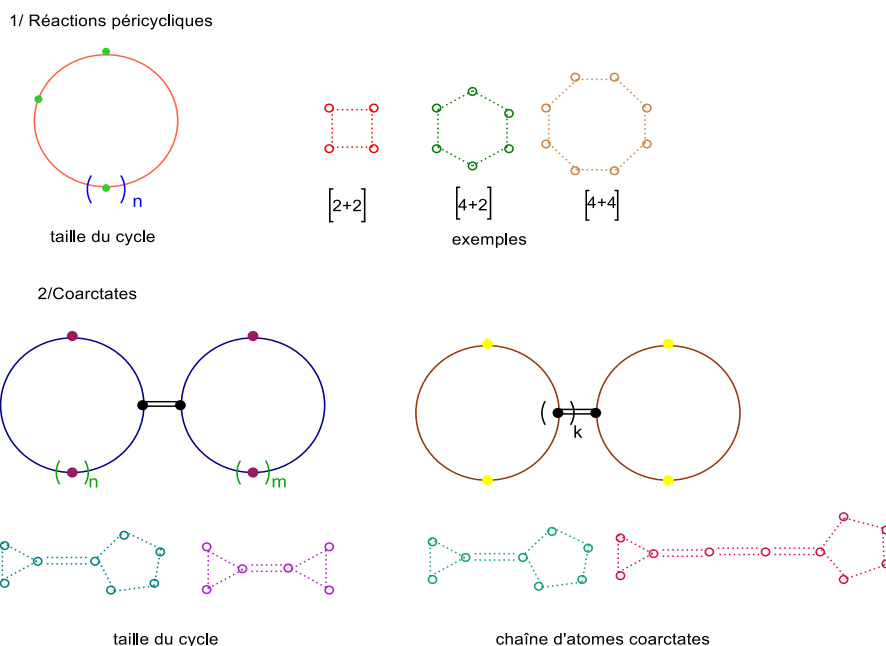 1/ Réactions péricycliques
( ) n
[2+2] [4+2] [4+4]
taille du cycle
exemples
2/Coarctates
( ) k
( ) n ( ) m
taille du cycle
chaîne d'atomes coarctates